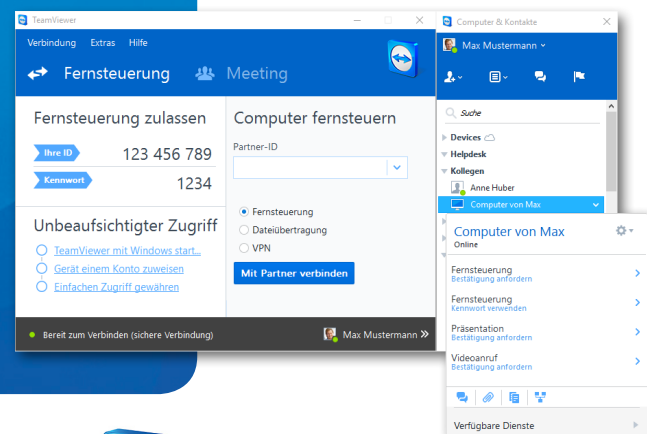 TeamViewer
Verbindung Extras Hilfe
Fernsteuerung Meeting
Fernsteuerung zulassen
Ihre ID 123 456 789
Kennwort 1234
Unbeaufsichtigter Zugriff
TeamViewer mit Windows start...
Gerät einem Konto zuweisen
Einfachen Zugriff gewähren
Computer fernsteuern
Partner-ID
Fernsteuerung
Dateiübertragung
VPN
Mit Partner verbinden
Bereit zum Verbinden (sichere Verbindung)
Max Mustermann
Computer & Kontakte
Max Mustermann
Suche
Devices
Helpdesk
Kollegen
Anne Huber
Computer von Max
Computer von Max
Online
Fernsteuerung
Bestätigung anfordern
Fernsteuerung
Kennwort verwenden
Präsentation
Bestätigung anfordern
Videoanruf
Bestätigung anfordern
Verfügbare Dienste